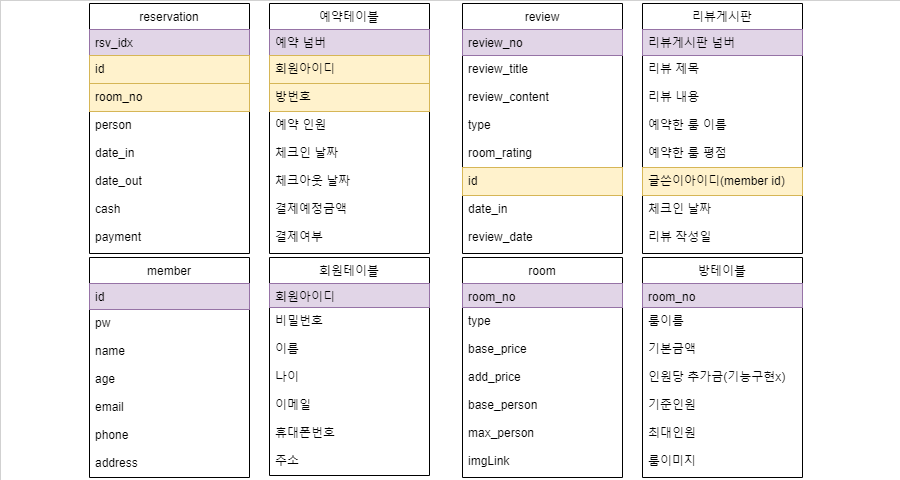 reservation
rsv_idx
id
room_no
person
date_in
date_out
cash
payment
예약테이블
예약 넘버
회원아이디
방번호
예약 인원
체크인 날짜
체크아웃 날짜
결제예정금액
결제여부
review
review_no
review_title
review_content
type
room_rating
id
date_in
review_date
리뷰게시판
리뷰게시판 넘버
리뷰 제목
리뷰 내용
예약한 룸 이름
예약한 룸 평점
글쓴이아이디(member id)
체크인 날짜
리뷰 작성일
member
id
pw
name
age
email
phone
address
회원테이블
회원아이디
비밀번호
이름
나이
이메일
휴대폰번호
주소
room
room_no
type
base_price
add_price
base_person
max_person
imgLink
방테이블
room_no
룸이름
기본금액
인원당 추가금(기능구현x)
기준인원
최대인원
룸이미지